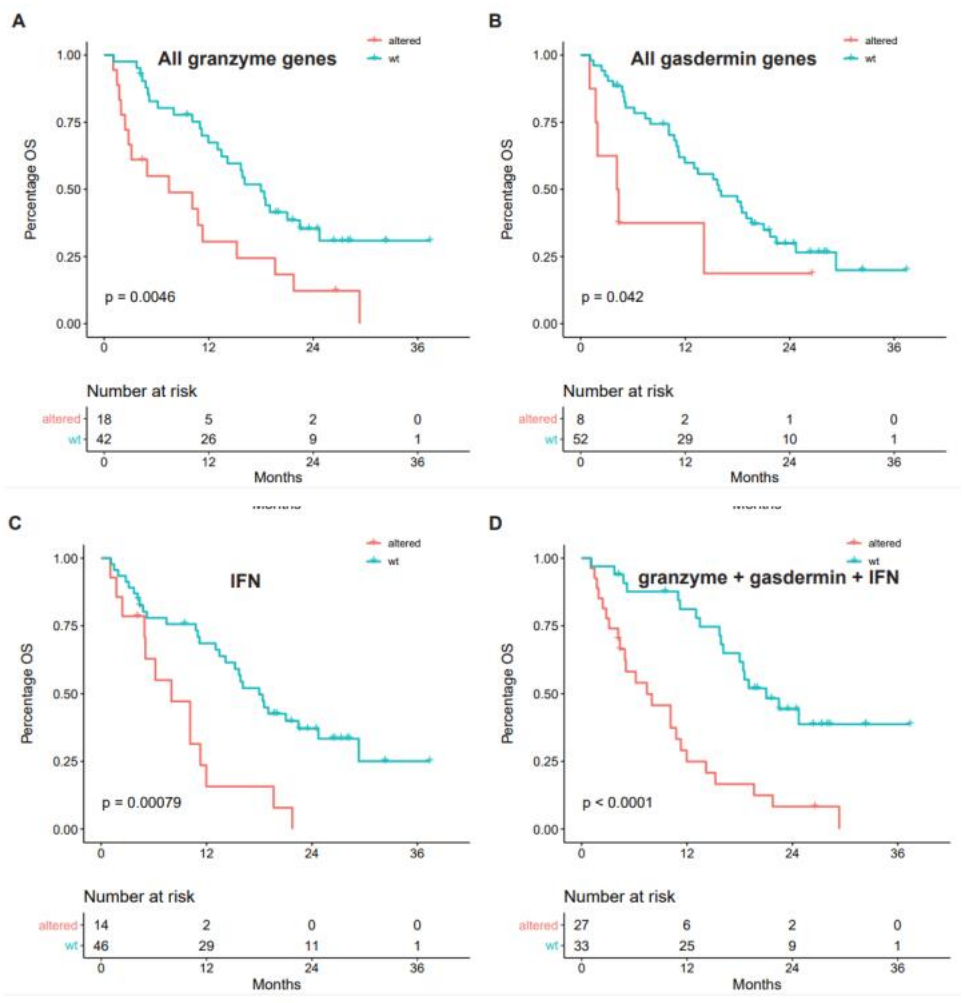 A
All granzyme genes
altered
wt
Percentage OS
1.00
0.75
0.50
0.25
0.00
p = 0.0046
0 12 24 36
Number at risk
altered 18 5 2 0
wt 42 26 9 1
0 12 24 36
Months
B
All gasdermin genes
altered
wt
Percentage OS
1.00
0.75
0.50
0.25
0.00
p = 0.042
0 12 24 36
Number at risk
altered 8 2 1 0
wt 52 29 10 1
0 12 24 36
Months
C
IFN
altered
wt
Percentage OS
1.00
0.75
0.50
0.25
0.00
p = 0.00079
0 12 24 36
Number at risk
altered 14 2 0 0
wt 46 29 11 1
0 12 24 36
Months
D
altered
wt
granzyme + gasdermin + IFN
Percentage OS
1.00
0.75
0.50
0.25
0.00
p < 0.0001
0 12 24 36
Number at risk
altered 27 6 2 0
wt 33 25 9 1
0 12 24 36
Months